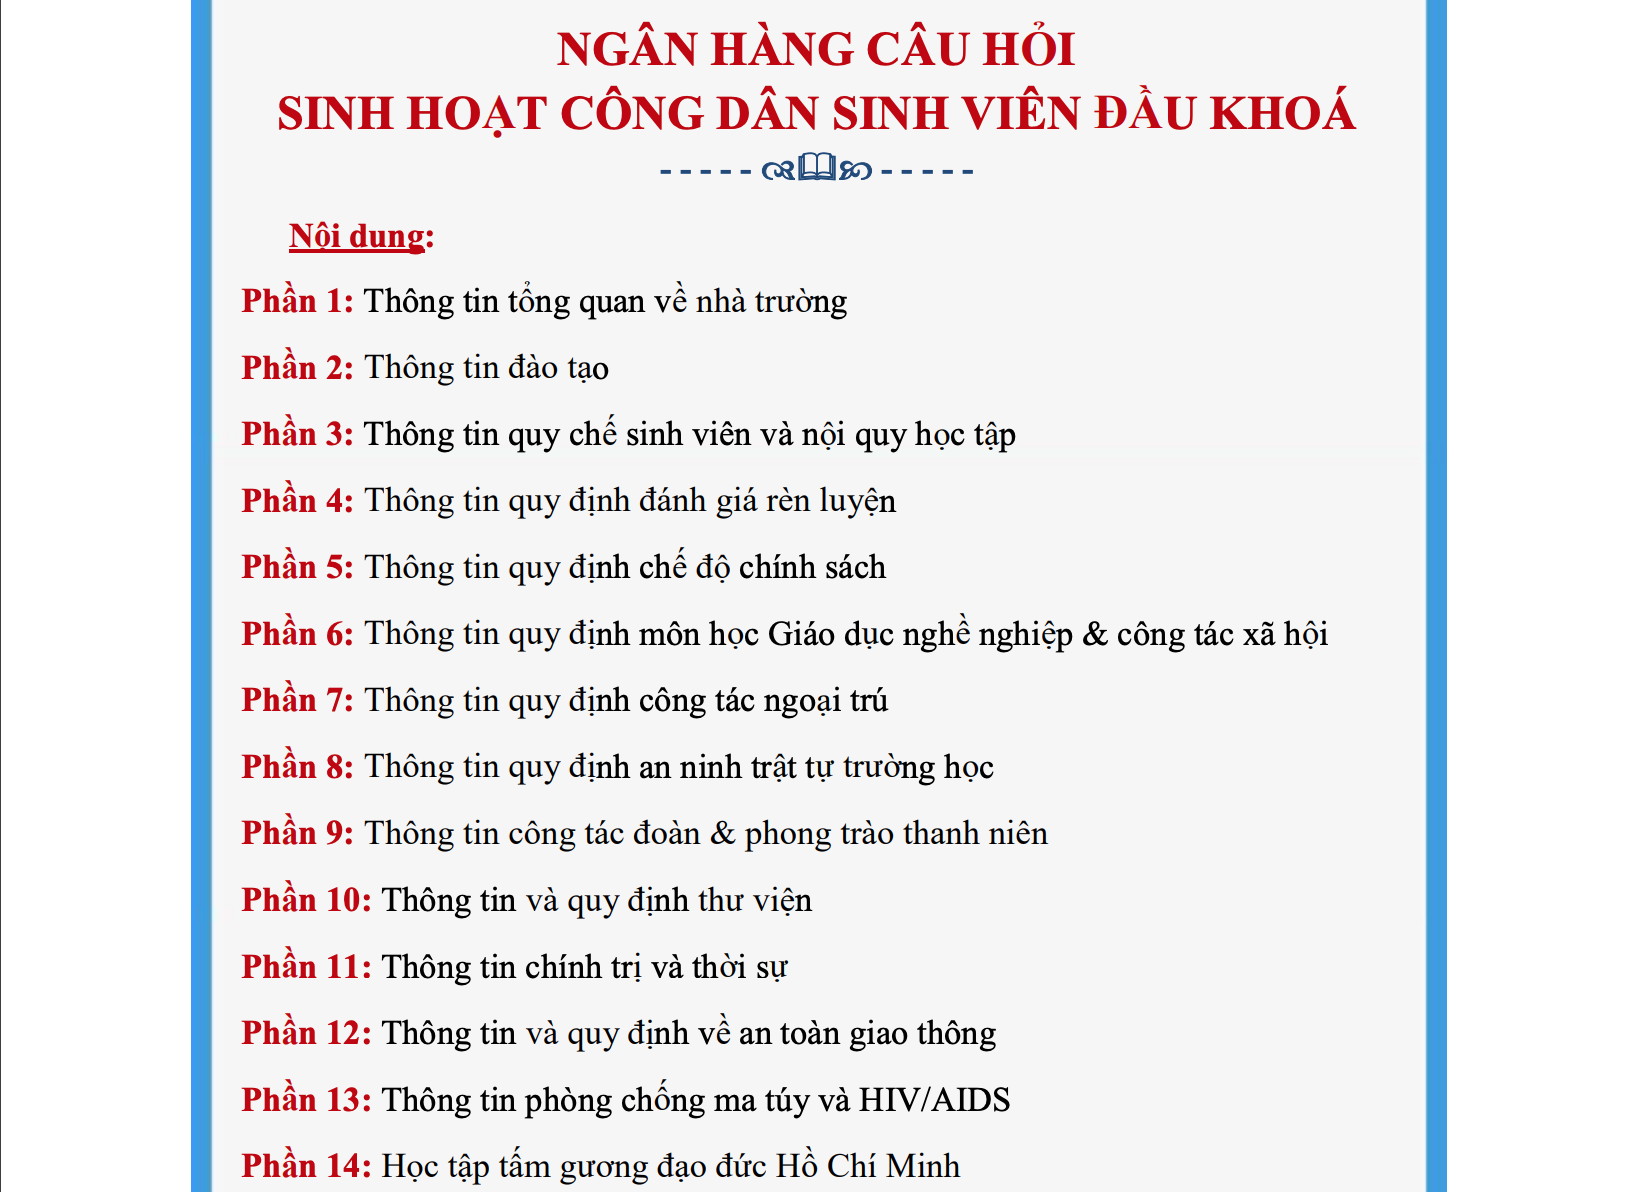 NGÂN HÀNG CÂU HỎI
SINH HOẠT CÔNG DÂN SINH VIÊN ĐẦU KHOÁ
Nội dung:
Phần 1: Thông tin tổng quan về nhà trường
Phần 2: Thông tin đào tạo
Phần 3: Thông tin quy chế sinh viên và nội quy học tập
Phần 4: Thông tin quy định đánh giá rèn luyện
Phần 5: Thông tin quy định chế độ chính sách
Phần 6: Thông tin quy định môn học Giáo dục nghề nghiệp & công tác xã hội
Phần 7: Thông tin quy định công tác ngoại trú
Phần 8: Thông tin quy định an ninh trật tự trường học
Phần 9: Thông tin công tác đoàn & phong trào thanh niên
Phần 10: Thông tin và quy định thư viện
Phần 11: Thông tin chính trị và thời sự
Phần 12: Thông tin và quy định về an toàn giao thông
Phần 13: Thông tin phòng chống ma túy và HIV/AIDS
Phần 14: Học tập tấm gương đạo đức Hồ Chí Minh